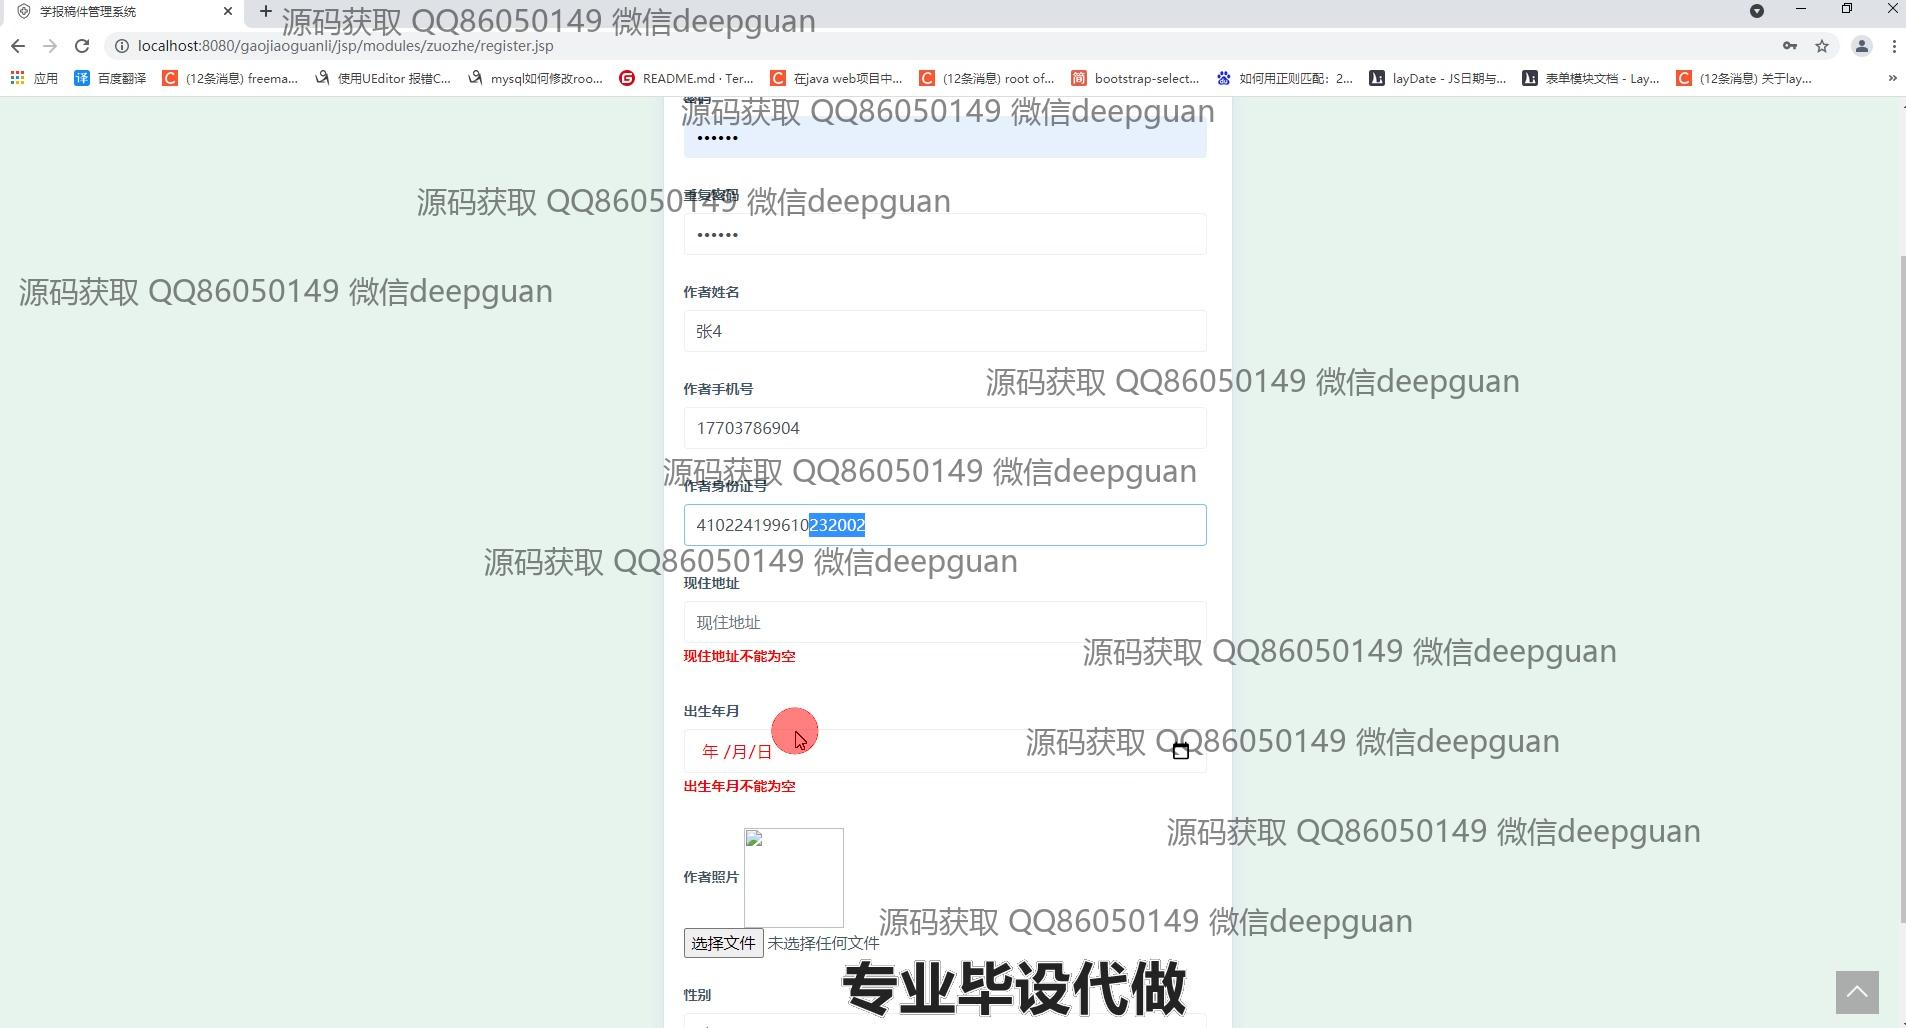 学报稿件管理系统
源码获取 QQ86050149 微信deepguan
localhost:8080/gaojiaoguanli/jsp/modules/zuozhe/register.jsp
应用
译 百度翻译
C (12条消息) freema...
使用UEditor 报错C...
mysql如何修改roo...
G README.md · Ter...
C 在java web项目中...
C (12条消息) root of...
简 bootstrap-select...
如何用正则匹配：2...
layDate - JS日期与...
表单模块文档 - Lay...
C (12条消息) 关于lay...
»
密码
源码获取 QQ86050149 微信deepguan
••••••
重复密码
源码获取 QQ86050149 微信deepguan
••••••
源码获取 QQ86050149 微信deepguan
作者姓名
张4
作者手机号
源码获取 QQ86050149 微信deepguan
17703786904
源码获取 QQ86050149 微信deepguan
作者身份证号
410224199610232002
源码获取 QQ86050149 微信deepguan
现住地址
现住地址
现住地址不能为空
源码获取 QQ86050149 微信deepguan
出生年月
年 /月/日
源码获取 QQ86050149 微信deepguan
出生年月不能为空
源码获取 QQ86050149 微信deepguan
作者照片
源码获取 QQ86050149 微信deepguan
选择文件 未选择任何文件
专业毕设代做
性别